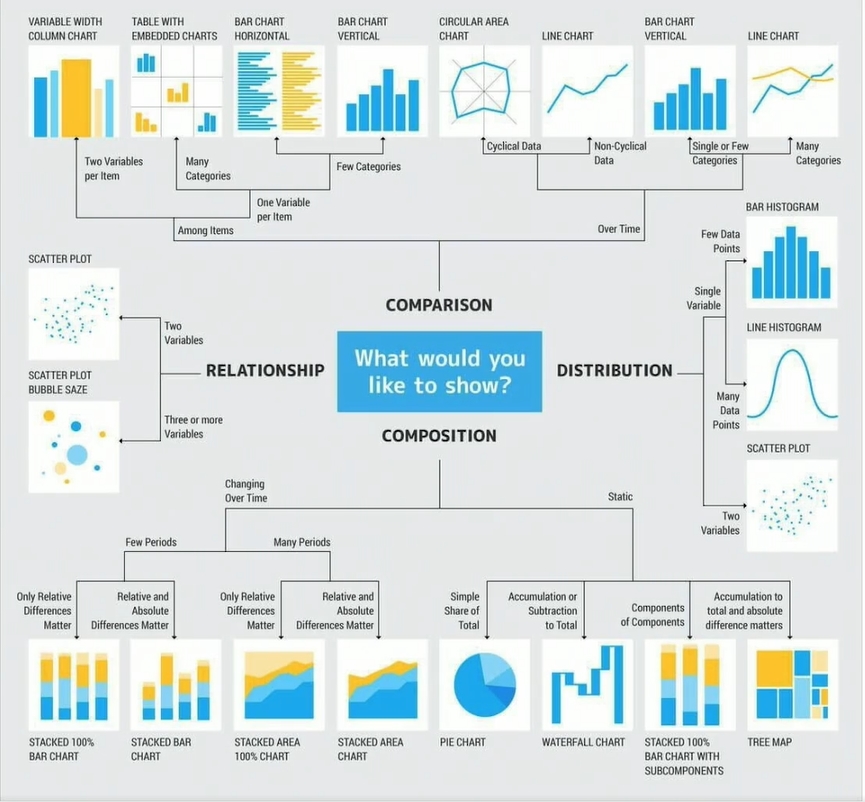 VARIABLE WIDTH
COLUMN CHART
TABLE WITH
EMBEDDED CHARTS
BAR CHART
HORIZONTAL
BAR CHART
VERTICAL
CIRCULAR AREA
CHART
LINE CHART
BAR CHART
VERTICAL
LINE CHART
Two Variables
per Item
Many
Categories
Few Categories
Cyclical Data
Non-Cyclical
Data
Single or Few
Categories
Many
Categories
One Variable
per Item
Among Items
Over Time
BAR HISTOGRAM
Few Data
Points
Single
Variable
LINE HISTOGRAM
Many
Data
Points
SCATTER PLOT
Two
Variables
SCATTER PLOT
Two
Variables
SCATTER PLOT
BUBBLE SAZE
Three or more
Variables
COMPARISON
RELATIONSHIP
What would you
like to show?
DISTRIBUTION
COMPOSITION
Changing
Over Time
Static
Few Periods
Many Periods
Only Relative
Differences
Matter
Relative and
Absolute
Differences Matter
Only Relative
Differences
Matter
Relative and
Absolute
Differences Matter
Simple
Share of
Total
Accumulation or
Subtraction
to Total
Components
of Components
Accumulation to
total and absolute
difference matters
STACKED 100%
BAR CHART
STACKED BAR
CHART
STACKED AREA
100% CHART
STACKED AREA
CHART
PIE CHART
WATERFALL CHART
STACKED 100%
BAR CHART WITH
SUBCOMPONENTS
TREE MAP